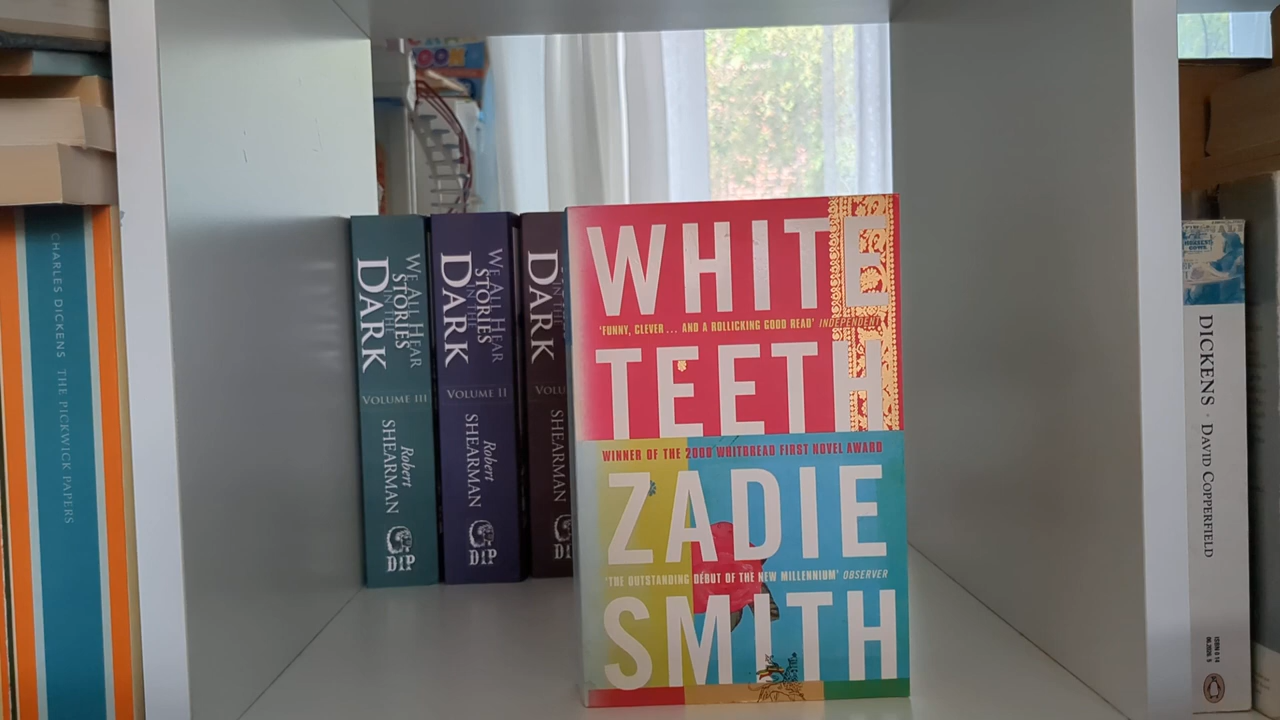 CHARLES DICKENS THE PICKWICK PAPERS
WE ALL HEAR
STORIES
IN THE
DARK
VOLUME III
Robert
SHEARMAN
DIP
WE ALL HEAR
STORIES
IN THE
DARK
VOLUME II
Robert
SHEARMAN
DIP
IN THE
DARK
SHEARMAN
WHITE
'FUNNY, CLEVER ... AND A ROLLICKING GOOD READ' INDEPENDENT
TEETH
WINNER OF THE 2000 WHITBREAD FIRST NOVEL AWARD
ZADIE
'THE OUTSTANDING DEBUT OF THE NEW MILLENNIUM' OBSERVER
SMITH
DICKENS · DAVID COPPERFIELD